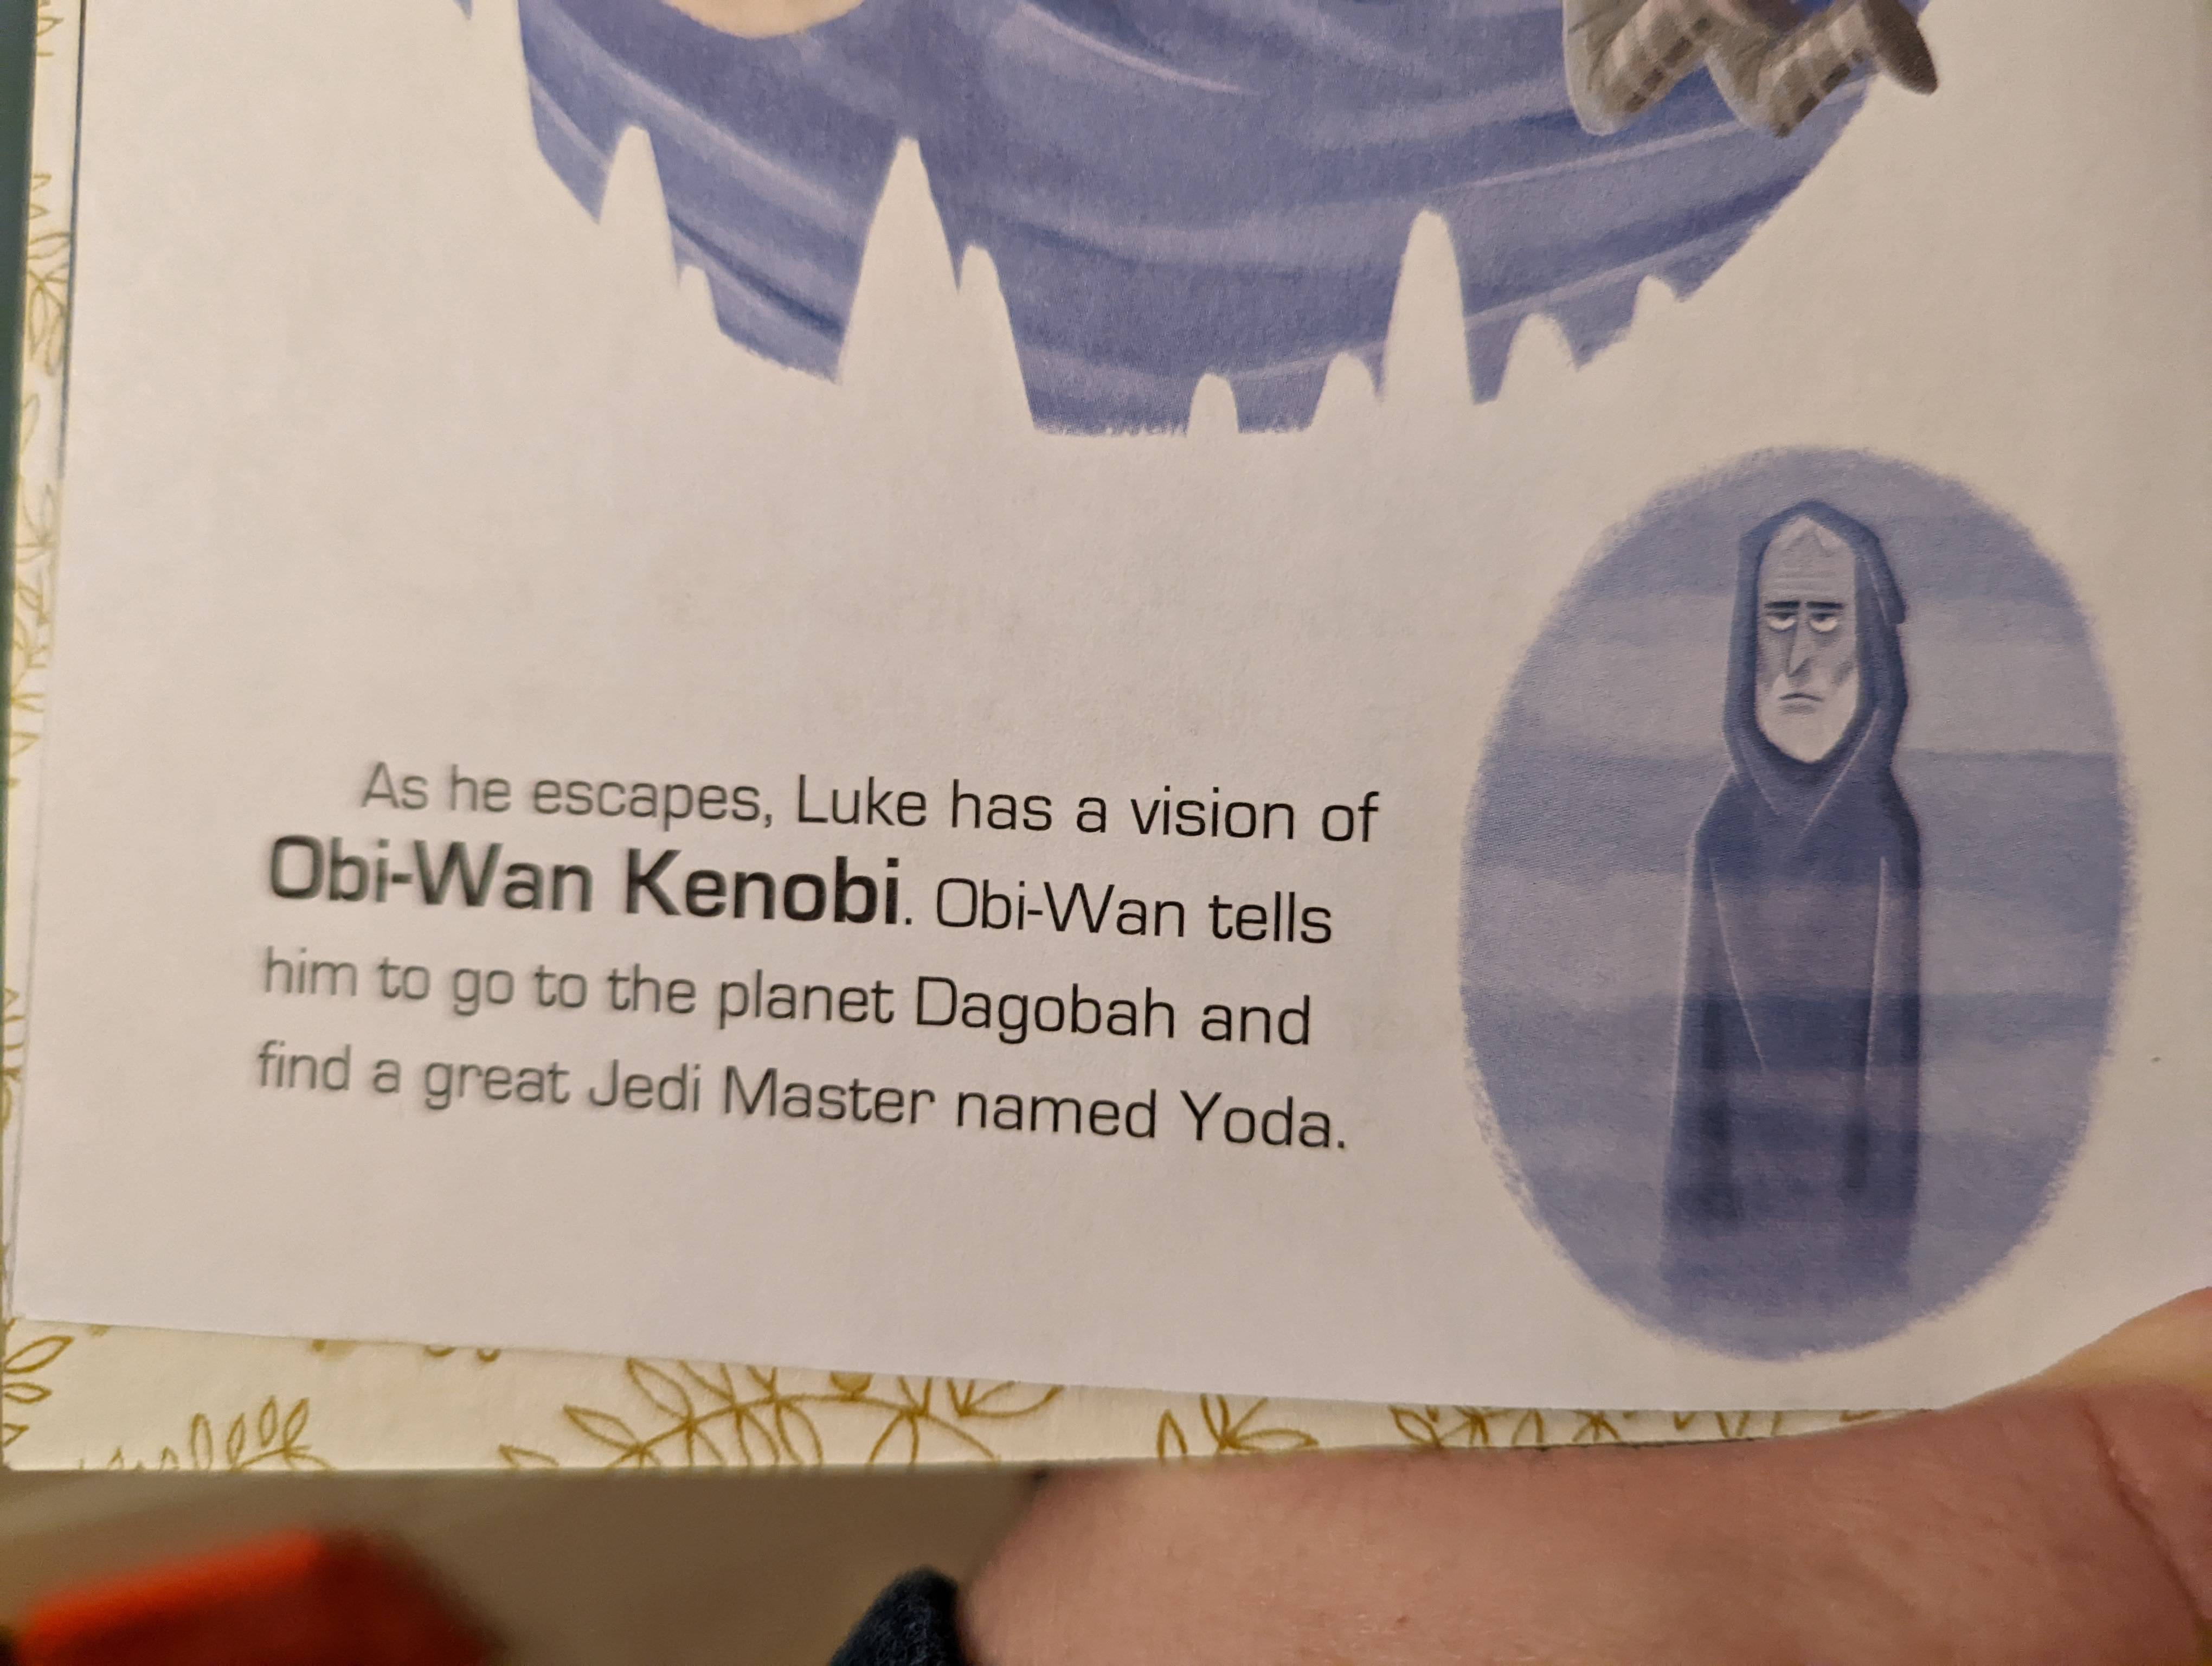 As he escapes, Luke has a vision of
Obi-Wan Kenobi. Obi-Wan tells
him to go to the planet Dagobah and
find a great Jedi Master named Yoda.